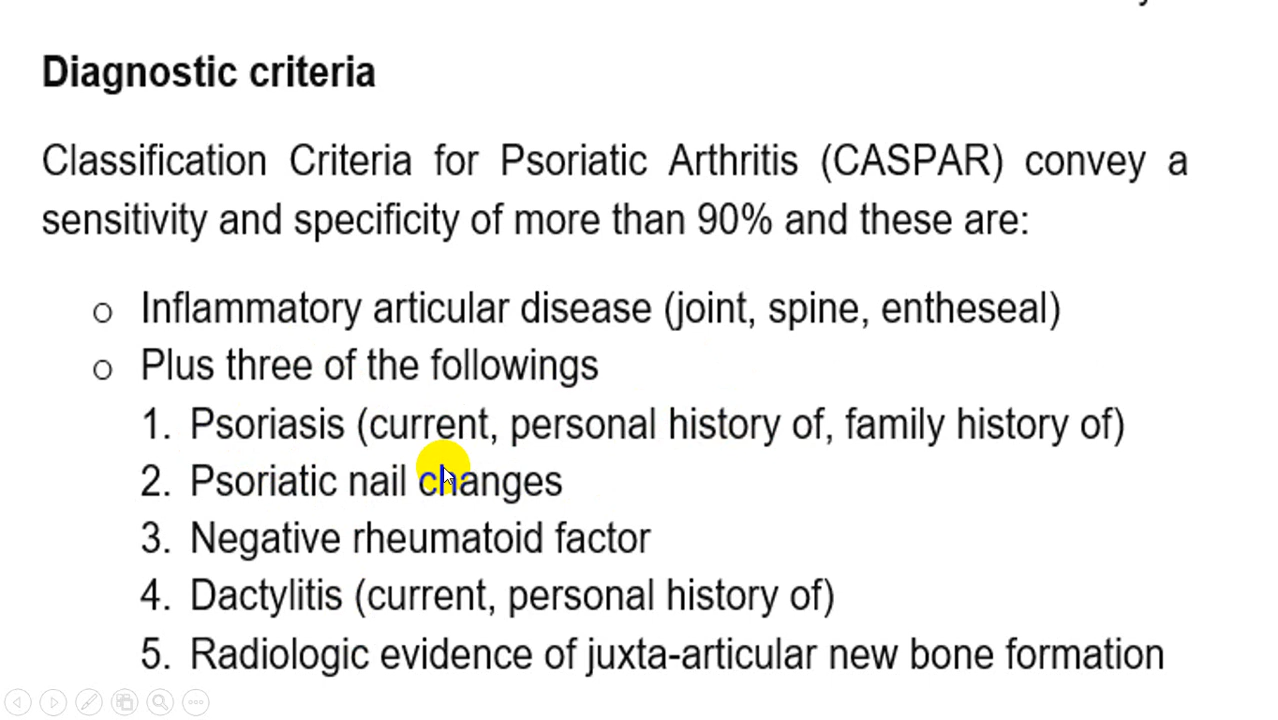 Diagnostic criteria
Classification Criteria for Psoriatic Arthritis (CASPAR) convey a
sensitivity and specificity of more than 90% and these are:
o Inflammatory articular disease (joint, spine, entheseal)
o Plus three of the followings
1. Psoriasis (current, personal history of, family history of)
2. Psoriatic nail changes
3. Negative rheumatoid factor
4. Dactylitis (current, personal history of)
5. Radiologic evidence of juxta-articular new bone formation